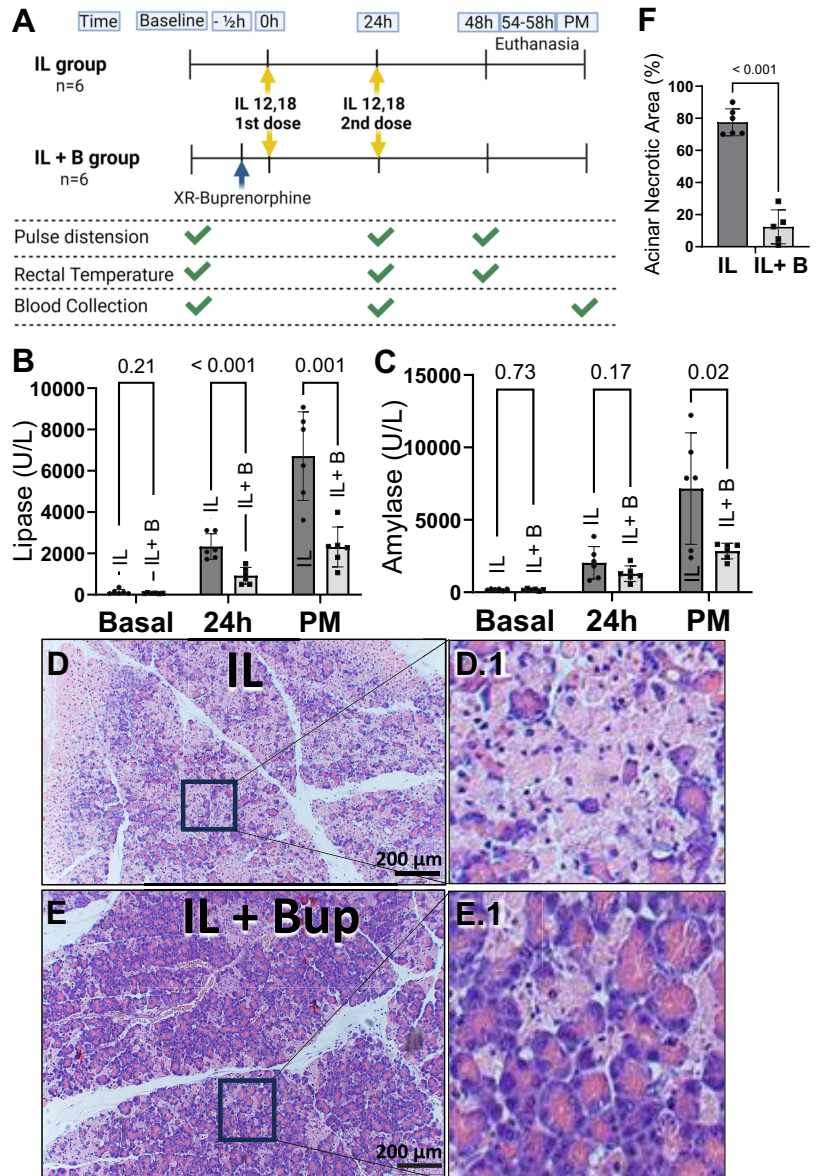 A
Time Baseline - ½h 0h 24h 48h 54-58h PM
Euthanasia
IL group
n=6
IL 12,18
1st dose
IL 12,18
2nd dose
IL + B group
n=6
XR-Buprenorphine
Pulse distension
Rectal Temperature
Blood Collection
F
< 0.001
Acinar Necrotic Area (%)
100
80
60
40
20
0
IL IL+ B
B
0.21 < 0.001 0.001
Lipase (U/L)
10000
8000
6000
4000
2000
0
IL IL+ B IL IL+ B IL IL+ B
Basal 24h PM
C
0.73 0.17 0.02
Amylase (U/L)
15000
10000
5000
0
IL IL+ B IL IL+ B IL IL+ B
Basal 24h PM
D
IL
200 µm
D.1
E
IL + Bup
200 µm
E.1